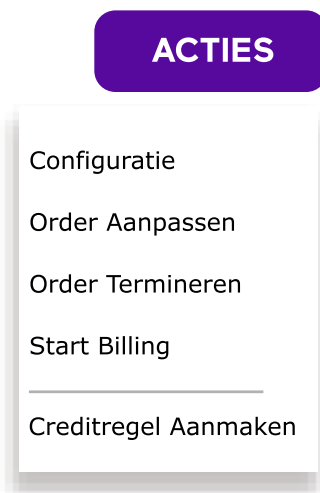 ACTIES
Configuratie
Order Aanpassen
Order Termineren
Start Billing
Creditregel Aanmaken